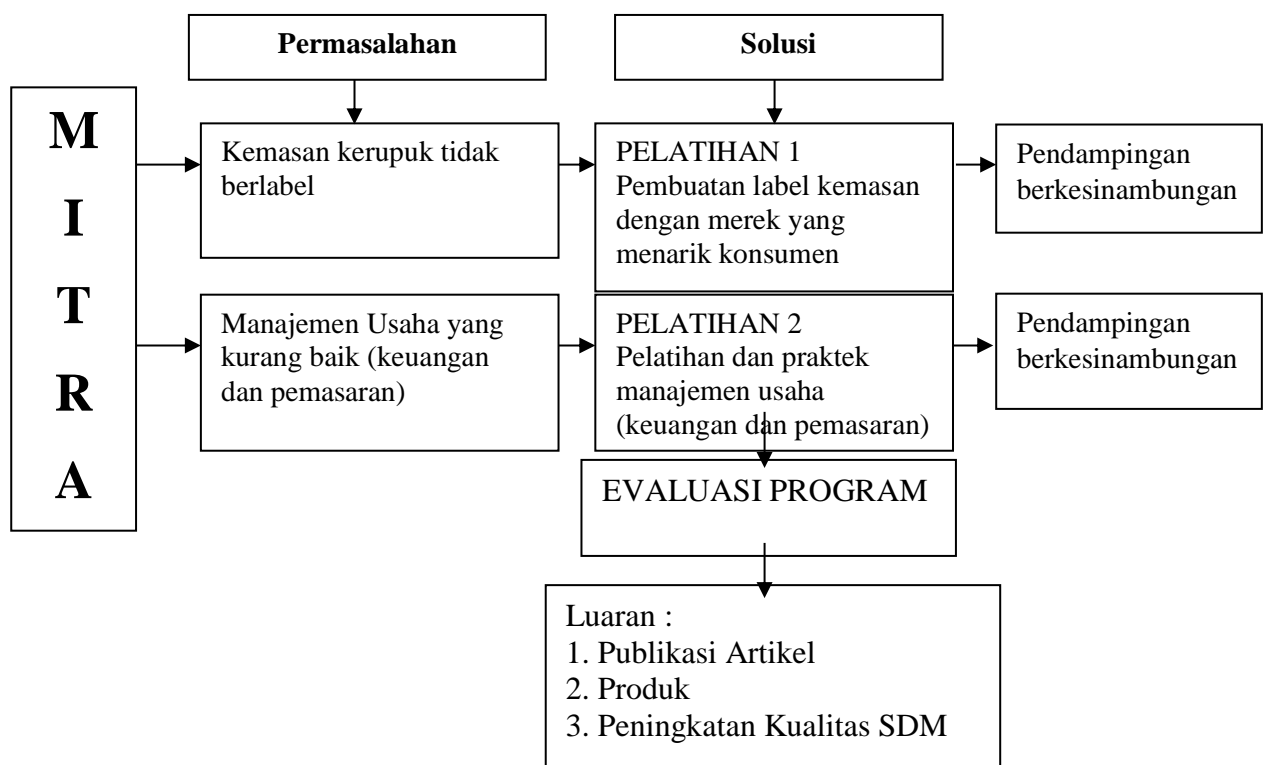 Permasalahan
Solusi
M
I
T
R
A
Kemasan kerupuk tidak
berlabel
PELATIHAN 1
Pembuatan label kemasan
dengan merek yang
menarik konsumen
Pendampingan
berkesinambungan
Manajemen Usaha yang
kurang baik (keuangan
dan pemasaran)
PELATIHAN 2
Pelatihan dan praktek
manajemen usaha
(keuangan dan pemasaran)
Pendampingan
berkesinambungan
EVALUASI PROGRAM
Luaran :
1. Publikasi Artikel
2. Produk
3. Peningkatan Kualitas SDM